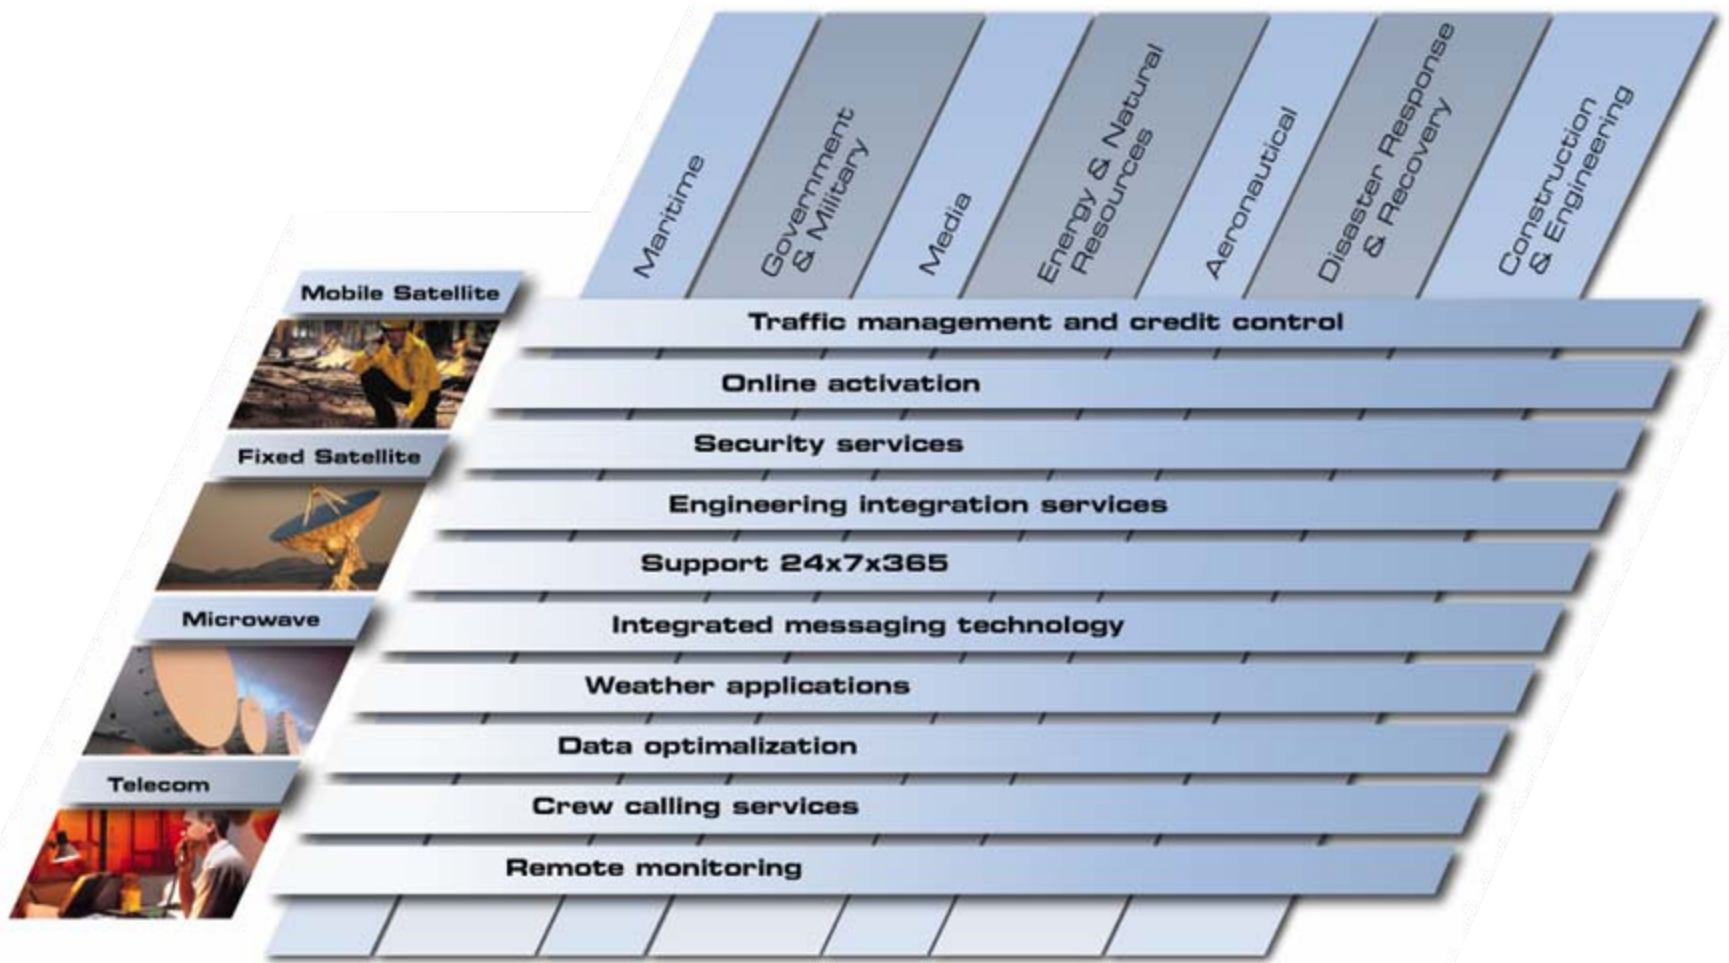 Maritime
Government
& Military
Media
Energy & Natural
Resources
Aeronautical
Disaster Response
& Recovery
Construction
& Engineering
Mobile Satellite
Fixed Satellite
Microwave
Telecom
Traffic management and credit control
Online activation
Security services
Engineering integration services
Support 24x7x365
Integrated messaging technology
Weather applications
Data optimalization
Crew calling services
Remote monitoring